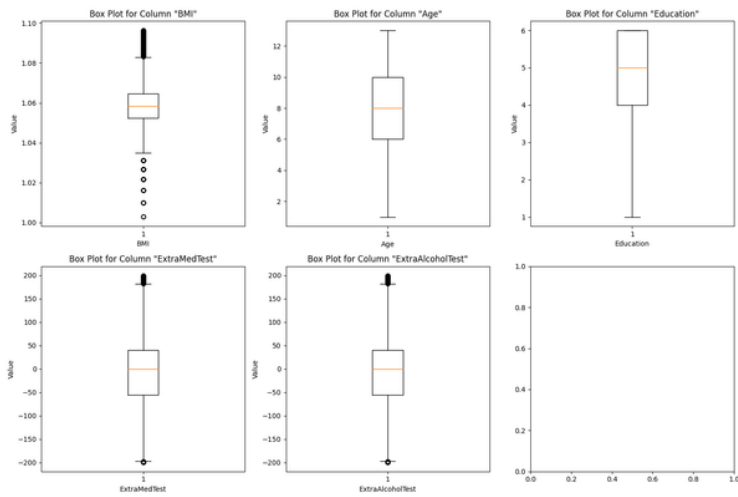 Box Plot for Column "BMI"
1.10
1.08
1.06
1.04
1.02
1.00
Value
1
BMI
Box Plot for Column "Age"
12
10
8
6
4
2
Value
1
Age
Box Plot for Column "Education"
6
5
4
3
2
1
Value
1
Education
Box Plot for Column "ExtraMedTest"
200
150
100
50
0
−50
−100
−150
−200
Value
1
ExtraMedTest
Box Plot for Column "ExtraAlcoholTest"
200
150
100
50
0
−50
−100
−150
−200
Value
1
ExtraAlcoholTest
1.0
0.8
0.6
0.4
0.2
0.0
0.0 0.2 0.4 0.6 0.8 1.0